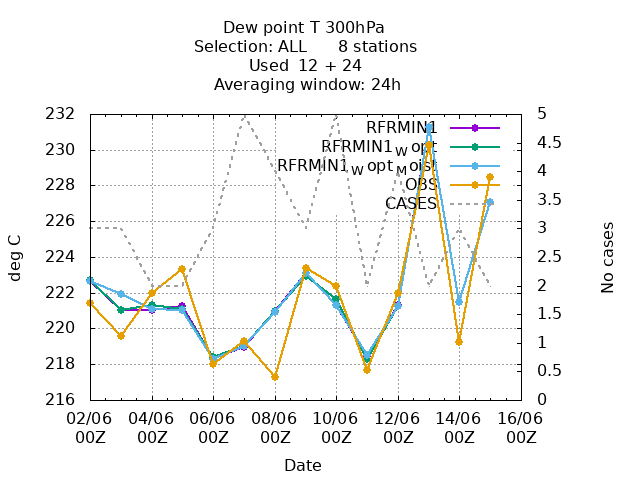 Dew point T 300hPa
Selection: ALL 8 stations
Used 12 + 24
Averaging window: 24h
RFRMIN1
RFRMIN1Wopt
RFRMIN1WoptMoist
OBS
CASES
deg C
232
230
228
226
224
222
220
218
216
5
4.5
4
3.5
3
2.5
2
1.5
1
0.5
0
No cases
02/06 04/06 06/06 08/06 10/06 12/06 14/06 16/06
00Z 00Z 00Z 00Z 00Z 00Z 00Z 00Z
Date